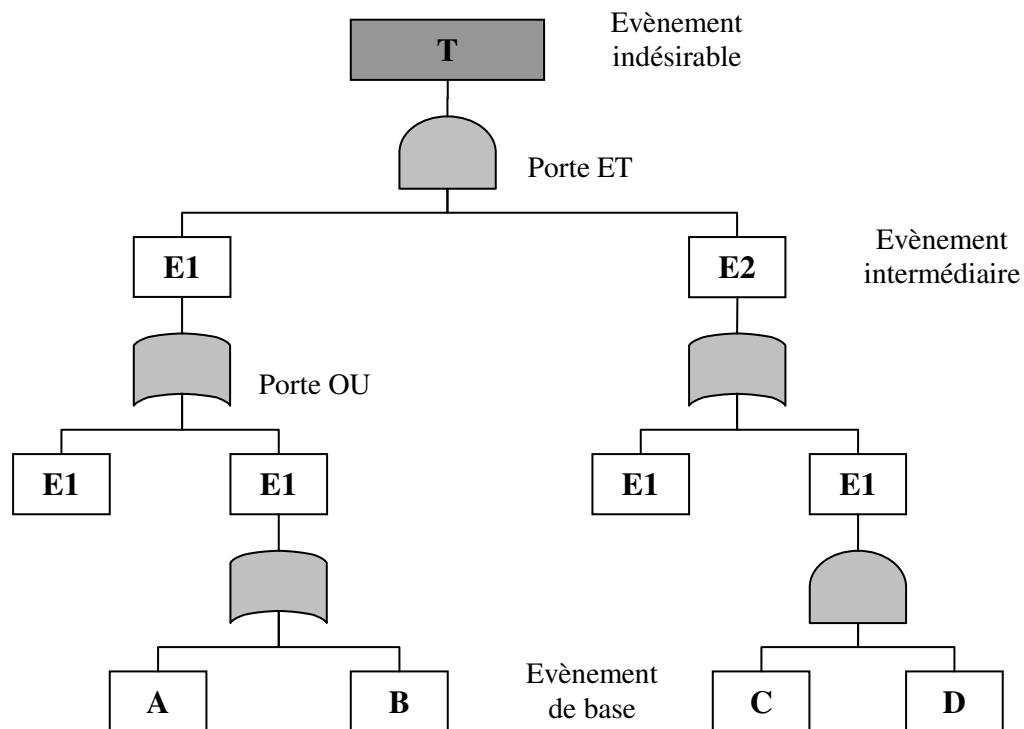 Evènement
indésirable
T
Porte ET
E1
E2
Evènement
intermédiaire
Porte OU
E1
E1
E1
E1
A
B
Evènement
de base
C
D